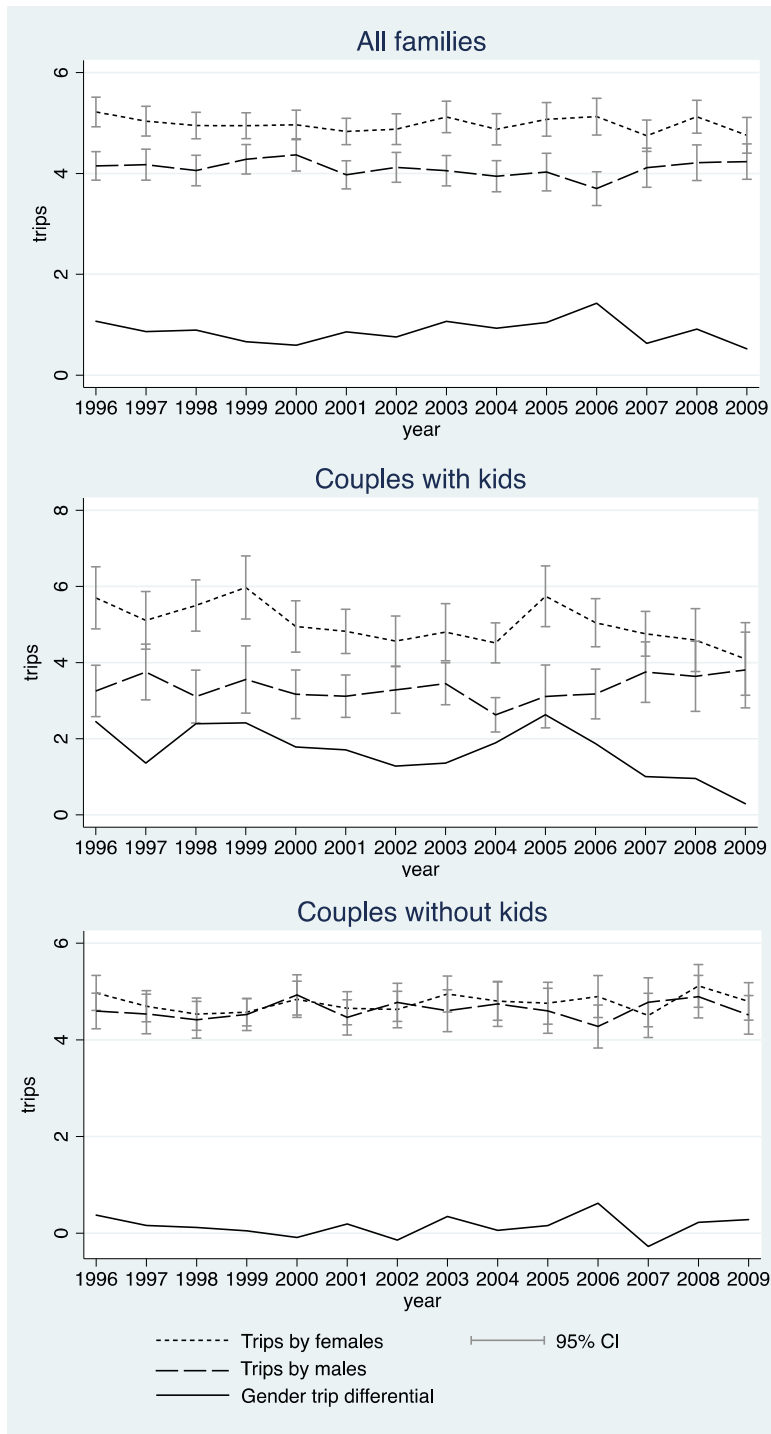 All families
6
4
2
0
trips
1996 1997 1998 1999 2000 2001 2002 2003 2004 2005 2006 2007 2008 2009
year
Couples with kids
8
6
4
2
0
trips
1996 1997 1998 1999 2000 2001 2002 2003 2004 2005 2006 2007 2008 2009
year
Couples without kids
6
4
2
0
trips
1996 1997 1998 1999 2000 2001 2002 2003 2004 2005 2006 2007 2008 2009
year
Trips by females 95% CI
Trips by males
Gender trip differential